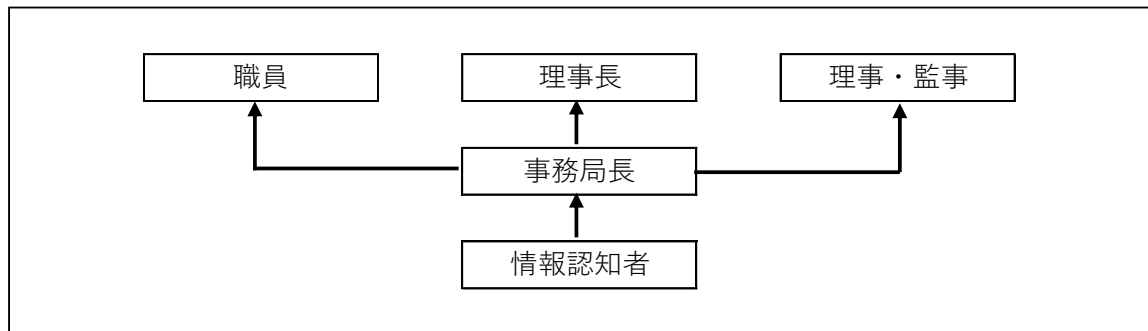 職員
理事長
理事・監事
事務局長
情報認知者